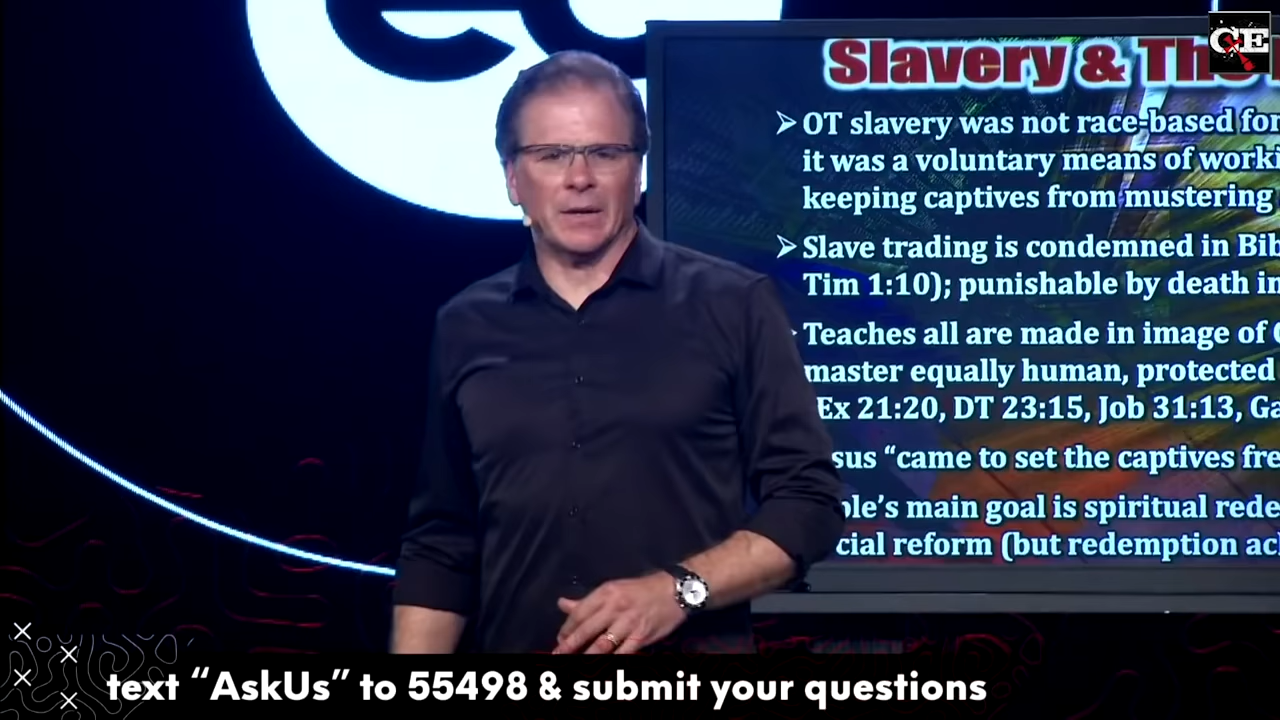 CE
Slavery & The
➢ OT slavery was not race-based for
it was a voluntary means of worki
keeping captives from mustering
➢ Slave trading is condemned in Bib
Tim 1:10); punishable by death in
Teaches all are made in image of G
master equally human, protected
Ex 21:20, DT 23:15, Job 31:13, Ga
sus “came to set the captives fre
ple’s main goal is spiritual rede
cial reform (but redemption ac
text “AskUs” to 55498 & submit your questions